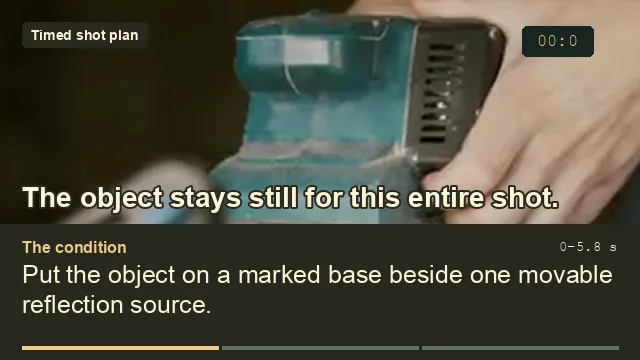 Timed shot plan
00:0
The object stays still for this entire shot.
The condition
0–5.8 s
Put the object on a marked base beside one movable
reflection source.